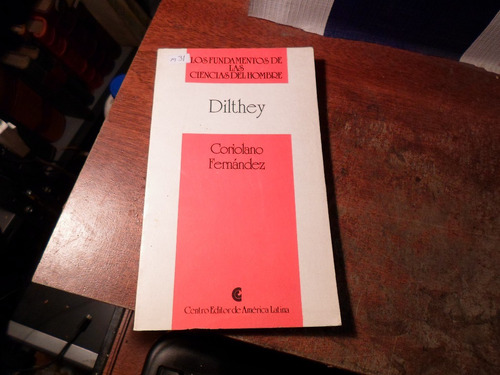 LOS FUNDAMENTOS DE
LAS
CIENCIAS DEL HOMBRE
Dilthey
Coriolano
Fernández
Centro Editor de América Latina